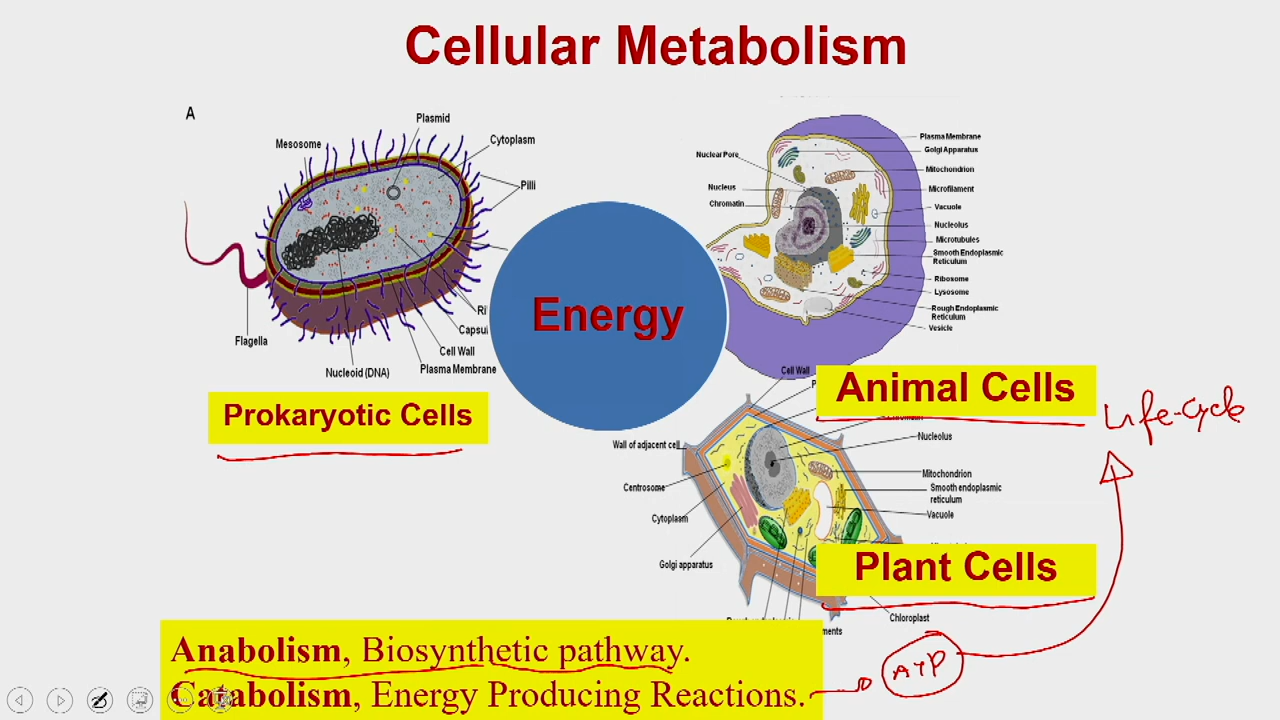 Cellular Metabolism
A
Plasmid
Mesosome
Cytoplasm
Pilli
Flagella
Capsul
Cell Wall
Plasma Membrane
Nucleoid (DNA)
Prokaryotic Cells
Energy
Plasma Membrane
Golgi Apparatus
Nuclear Pore
Mitochondrion
Nucleus
Microfilament
Chromatin
Vacuole
Nucleolus
Microtubules
Smooth Endoplasmic
Reticulum
Ribosome
Lysosome
Rough Endoplasmic
Reticulum
Vesicle
Animal Cells
Life-Cycle
Cell Wall
Nucleolus
Wall of adjacent cell
Mitochondrion
Centrosome
Smooth endoplasmic
reticulum
Cytoplasm
Vacuole
Golgi apparatus
Plant Cells
Chloroplast
Anabolism, Biosynthetic pathway.
Catabolism, Energy Producing Reactions.
ATP